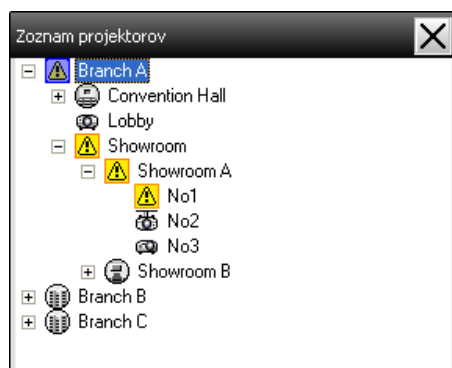 Zoznam projektorov
Branch A
Convention Hall
Lobby
Showroom
Showroom A
No1
No2
No3
Showroom B
Branch B
Branch C